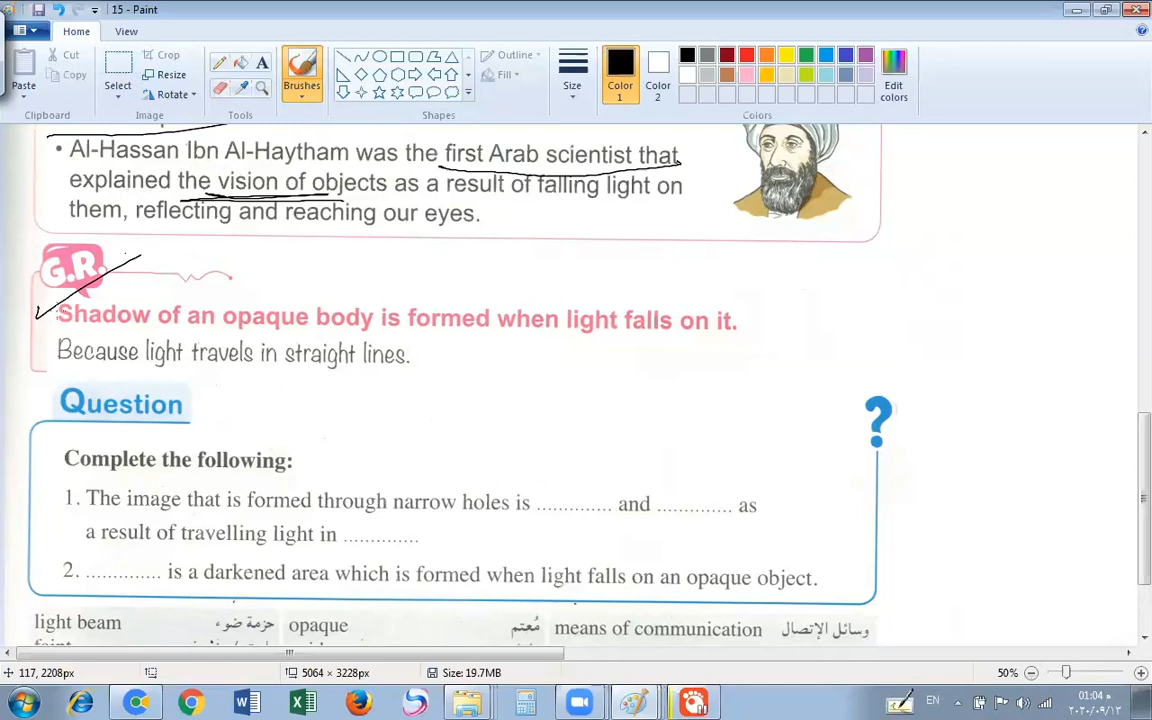 15 - Paint
Home
View
Paste
Cut
Copy
Clipboard
Select
Crop
Resize
Rotate
Image
Tools
Brushes
Shapes
Outline
Fill
Size
Color 1
Color 2
Edit colors
Colors
• Al-Hassan Ibn Al-Haytham was the first Arab scientist that
explained the vision of objects as a result of falling light on
them, reflecting and reaching our eyes.
G.R.
Shadow of an opaque body is formed when light falls on it.
Because light travels in straight lines.
Question
?
Complete the following:
1. The image that is formed through narrow holes is .............. and .............. as
a result of travelling light in ..............
2. .............. is a darkened area which is formed when light falls on an opaque object.
light beam حزمة ضوء opaque مُعتم means of communication وسائل الإتصال
117, 2208px
5064 × 3228px
Size: 19.7MB
50%
EN
01:04 م
٢٠٢٠/٠٩/١٣